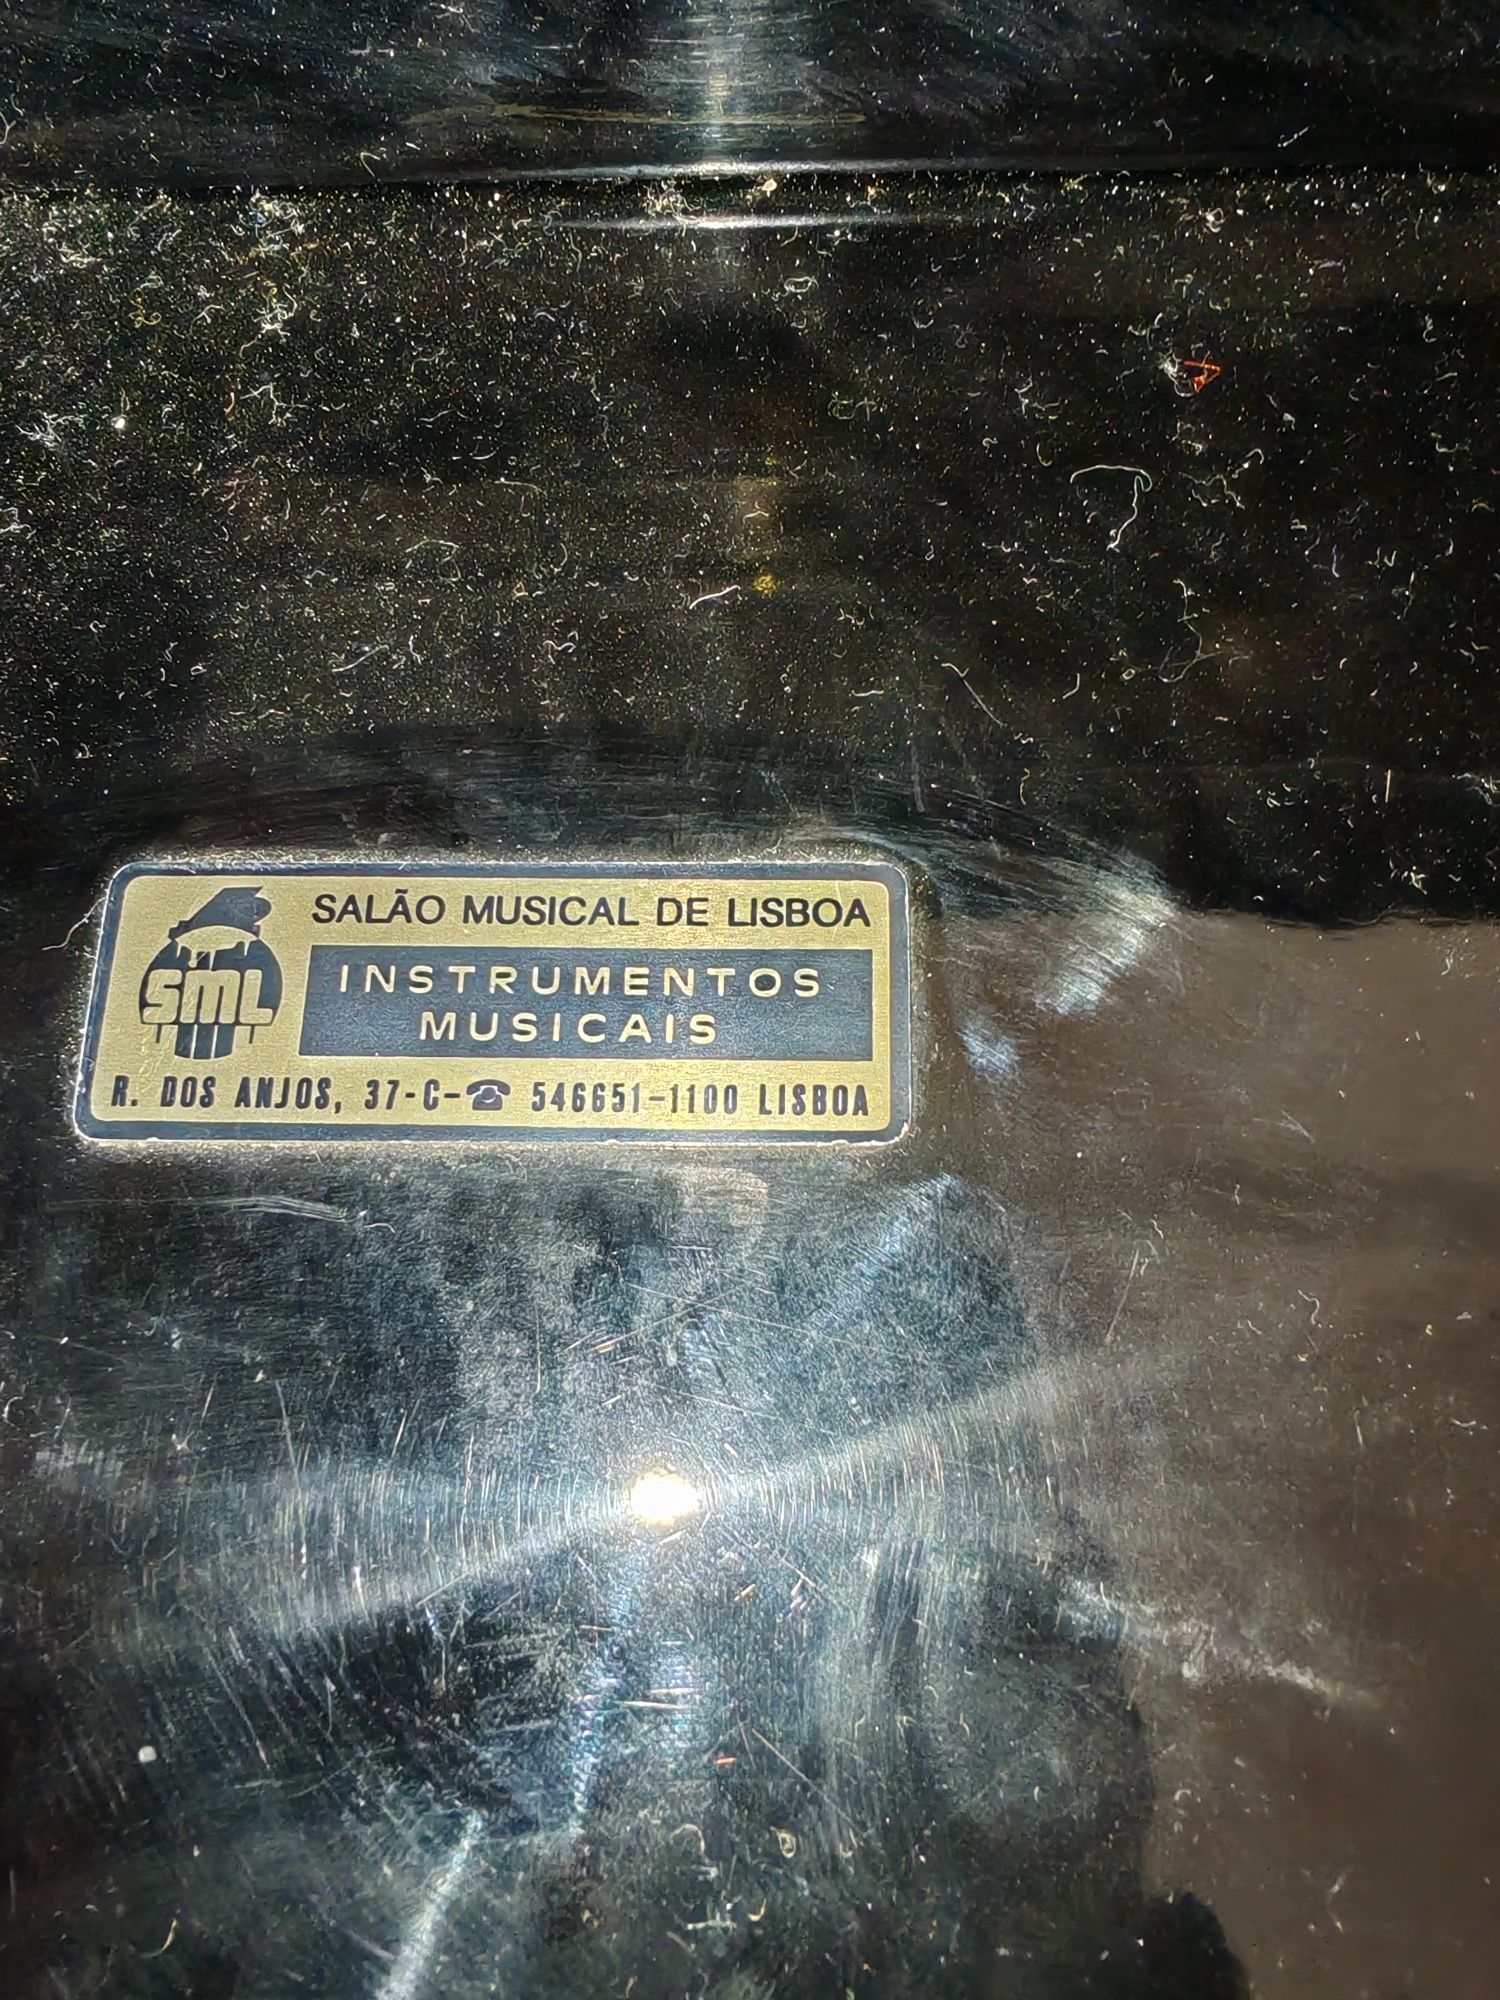 SALÃO MUSICAL DE LISBOA
SML
INSTRUMENTOS
MUSICAIS
R. DOS ANJOS, 37-C-☎ 546651-1100 LISBOA